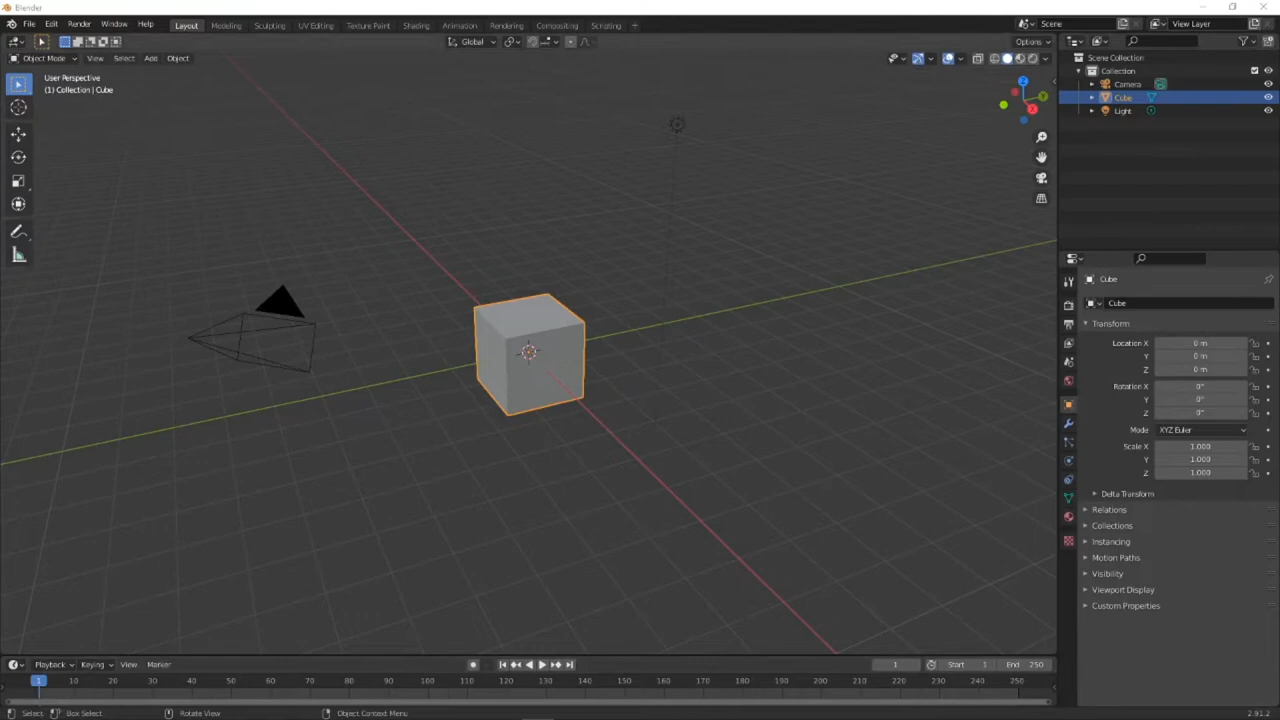 Blender
File Edit Render Window Help Layout Modeling Sculpting UV Editing Texture Paint Shading Animation Rendering Compositing Scripting + Scene View Layer
Global Options
Object Mode View Select Add Object
User Perspective
(1) Collection | Cube
Z
Y
X
Scene Collection
Collection
Camera
Cube
Light
Cube
Cube
Transform
Location X 0 m
Y 0 m
Z 0 m
Rotation X 0°
Y 0°
Z 0°
Mode XYZ Euler
Scale X 1.000
Y 1.000
Z 1.000
Delta Transform
Relations
Collections
Instancing
Motion Paths
Visibility
Viewport Display
Custom Properties
Playback Keying View Marker 1 Start 1 End 250
1 10 20 30 40 50 60 70 80 90 100 110 120 130 140 150 160 170 180 190 200 210 220 230 240 250
Select Box Select Rotate View Object Context Menu 2.91.2